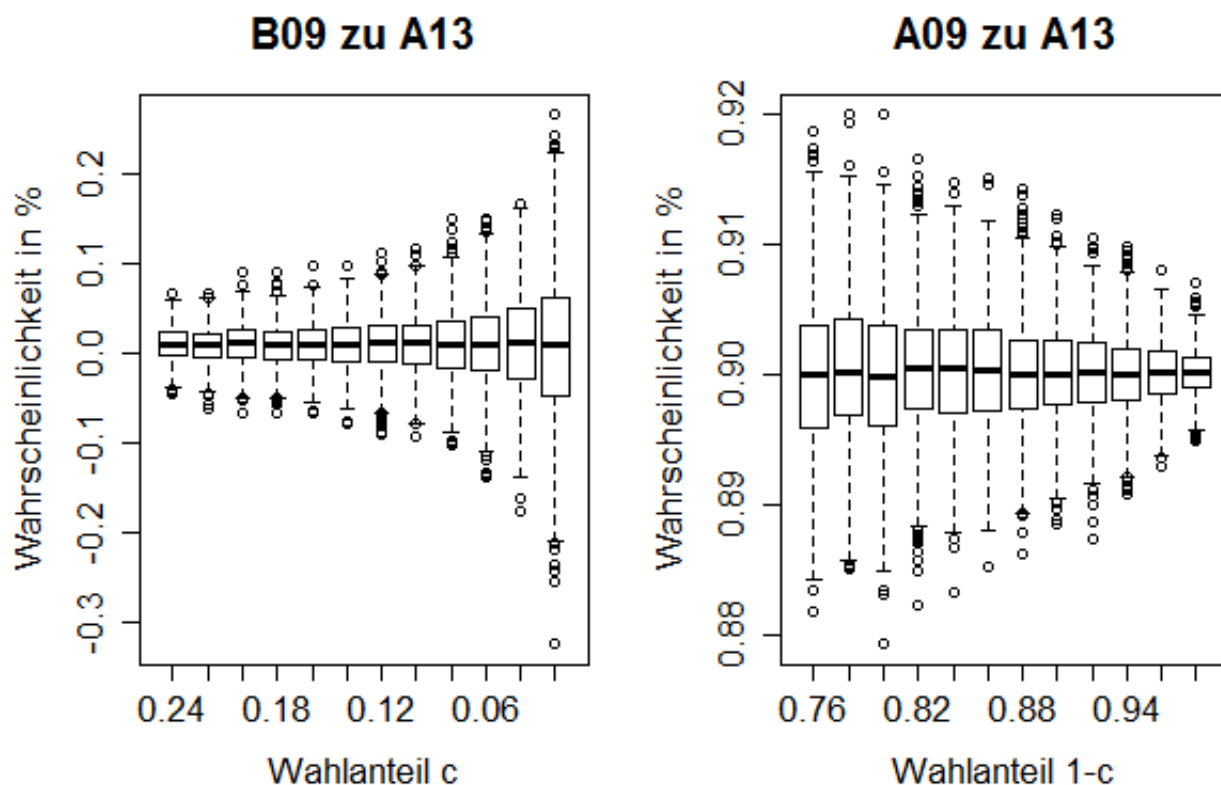 B09 zu A13
Wahrscheinlichkeit in %
0.2
0.1
0.0
-0.1
-0.2
-0.3
0.24 0.18 0.12 0.06
Wahlanteil c
A09 zu A13
Wahrscheinlichkeit in %
0.92
0.91
0.90
0.89
0.88
0.76 0.82 0.88 0.94
Wahlanteil 1-c